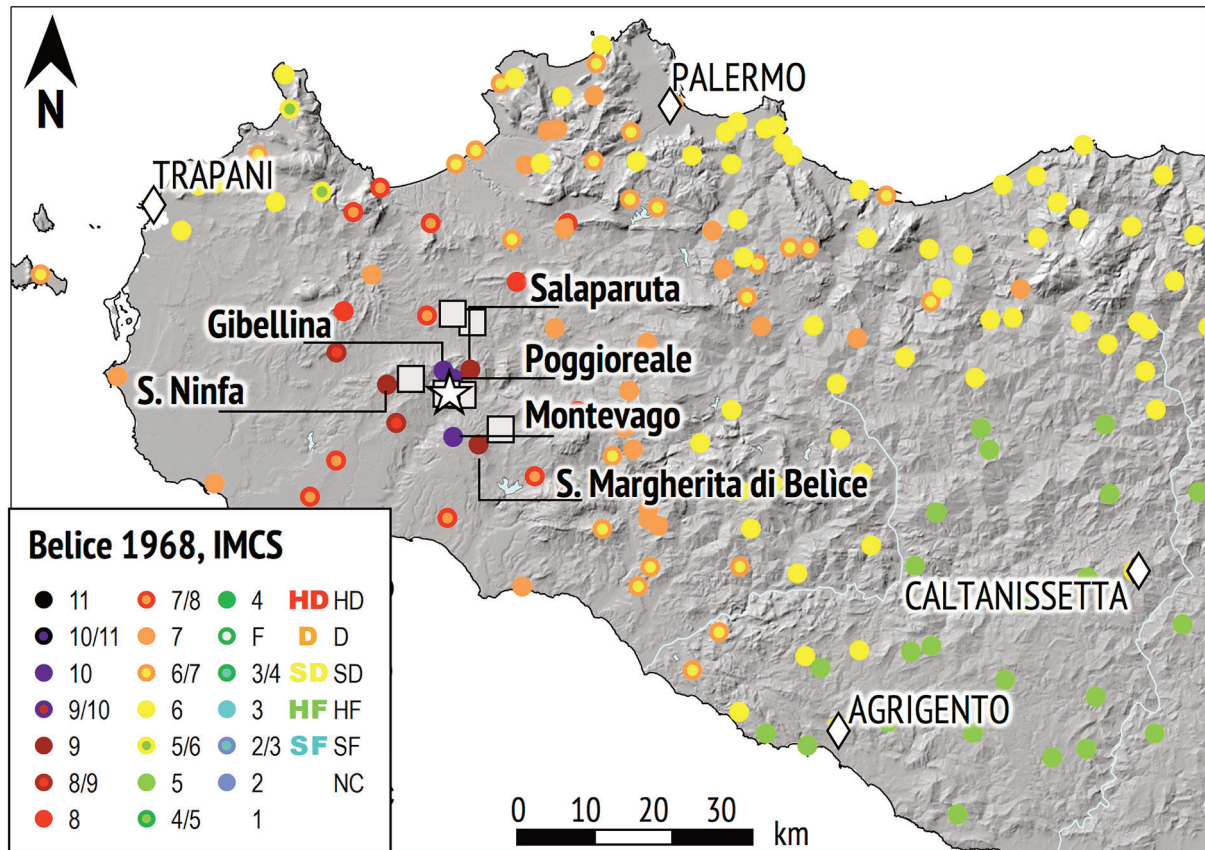 N
PALERMO
TRAPANI
Salaparuta
Gibellina
Poggioreale
S. Ninfa
Montevago
S. Margherita di Belìce
CALTANISSETTA
AGRIGENTO
Belice 1968, IMCS
11 7/8 4 HD HD
10/11 7 F D D
10 6/7 3/4 SD SD
9/10 6 3 HF HF
9 5/6 2/3 SF SF
8/9 5 2 NC
8 4/5 1
0 10 20 30
km